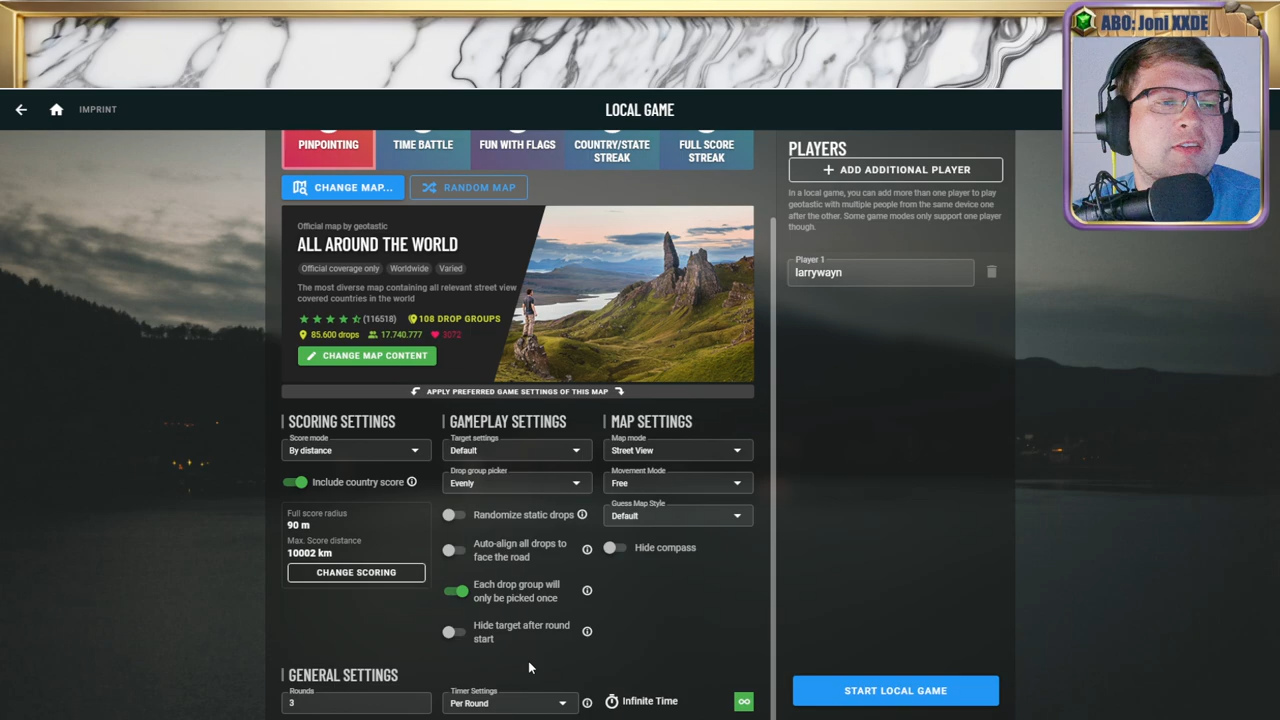 ABO: Joni XXDE
IMPRINT
LOCAL GAME
PINPOINTING
TIME BATTLE
FUN WITH FLAGS
COUNTRY/STATE
STREAK
FULL SCORE
STREAK
CHANGE MAP...
RANDOM MAP
Official map by geotastic
ALL AROUND THE WORLD
Official coverage only
Worldwide
Varied
The most diverse map containing all relevant street view
covered countries in the world
(116518)
108 DROP GROUPS
85.600 drops
17.740.777
3072
CHANGE MAP CONTENT
APPLY PREFERRED GAME SETTINGS OF THIS MAP
SCORING SETTINGS
Score mode
By distance
Include country score
Full score radius
90 m
Max. Score distance
10002 km
CHANGE SCORING
GAMEPLAY SETTINGS
Target settings
Default
Drop group picker
Evenly
Randomize static drops
Auto-align all drops to
face the road
Each drop group will
only be picked once
Hide target after round
start
MAP SETTINGS
Map mode
Street View
Movement Mode
Free
Guess Map Style
Default
Hide compass
GENERAL SETTINGS
Rounds
3
Timer Settings
Per Round
Infinite Time
PLAYERS
ADD ADDITIONAL PLAYER
In a local game, you can add more than one player to play
geotastic with multiple people from the same device one
after the other. Some game modes only support one player
though.
Player 1
larrywayn
START LOCAL GAME